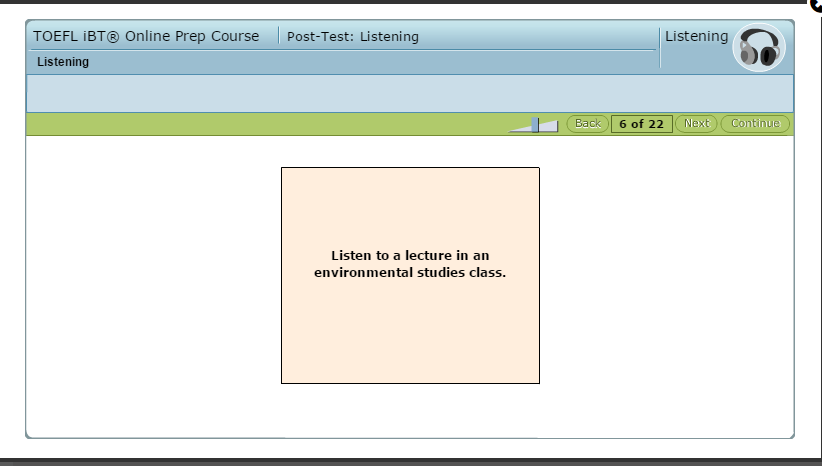 TOEFL iBT® Online Prep Course
Post-Test: Listening
Listening
Listening
Back
6 of 22
Next
Continue
Listen to a lecture in an
environmental studies class.